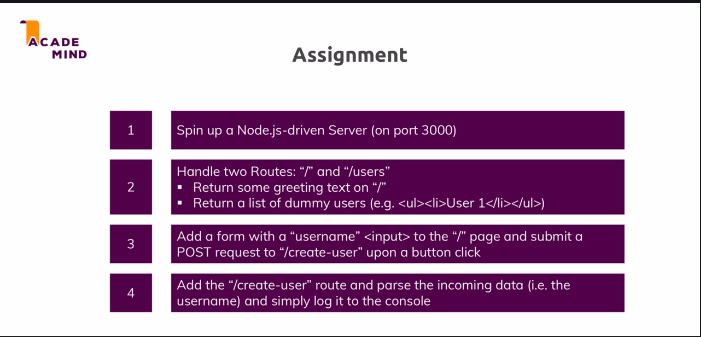 ACADE
MIND
Assignment
1
Spin up a Node.js-driven Server (on port 3000)
2
Handle two Routes: “/” and “/users”
▪ Return some greeting text on “/”
▪ Return a list of dummy users (e.g. <ul><li>User 1</li></ul>)
3
Add a form with a “username” <input> to the “/” page and submit a
POST request to “/create-user” upon a button click
4
Add the “/create-user” route and parse the incoming data (i.e. the
username) and simply log it to the console